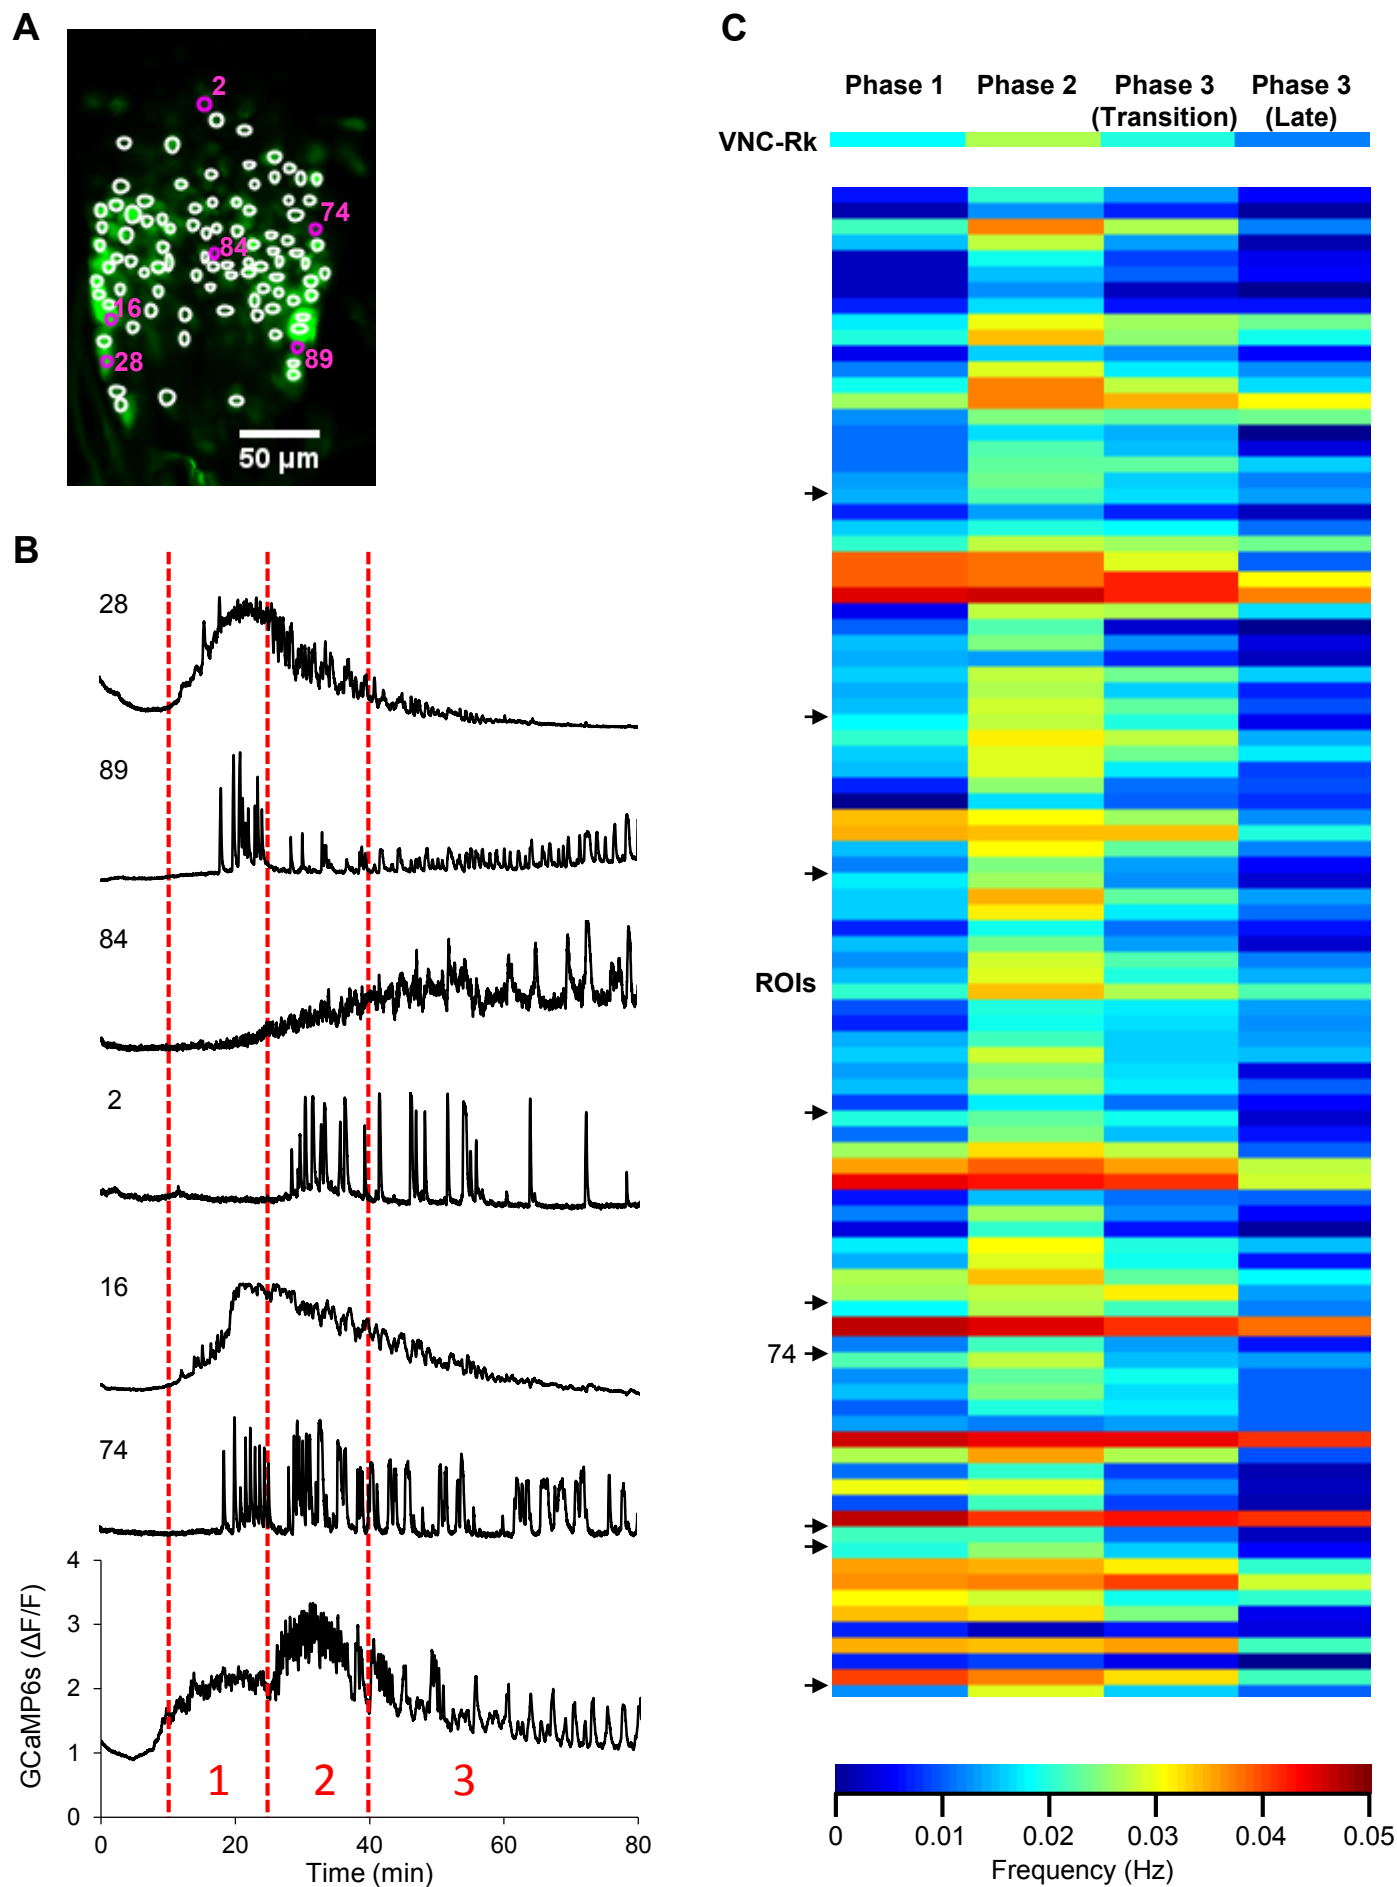 A
2
74
84
16
28
89
50 µm
B
28
89
84
2
16
74
4
3
2
1
0
GCaMP6s (ΔF/F)
1 2 3
0 20 40 60 80
Time (min)
C
Phase 1 Phase 2 Phase 3 Phase 3
(Transition) (Late)
VNC-Rk
ROIs
74
0 0.01 0.02 0.03 0.04 0.05
Frequency (Hz)